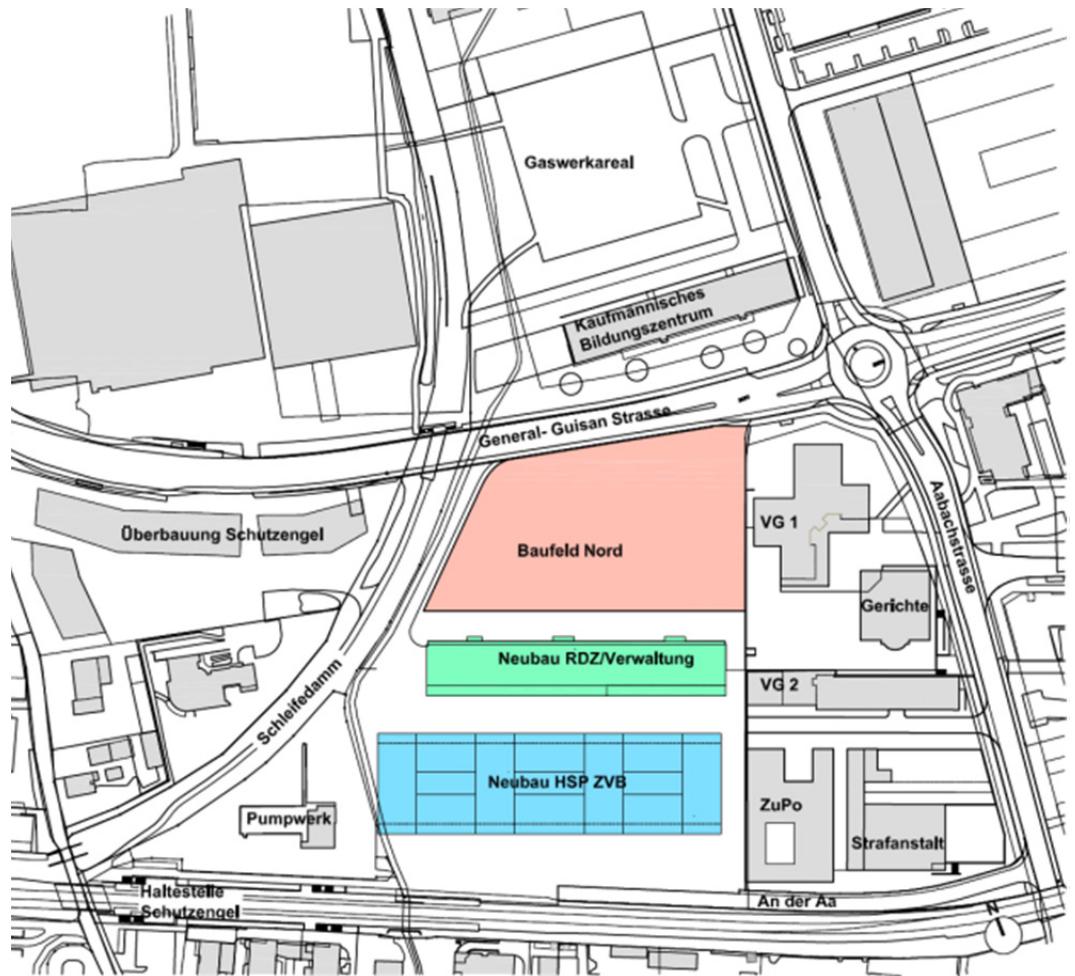 Gaswerkareal
Kaufmännisches
Bildungszentrum
General- Guisan Strasse
Aabachstrasse
Überbauung Schutzengel
Baufeld Nord
VG 1
Gerichte
Neubau RDZ/Verwaltung
VG 2
Schleifedamm
Neubau HSP ZVB
ZuPo
Pumpwerk
Strafanstalt
Haltestelle
Schutzengel
An der Aa
N